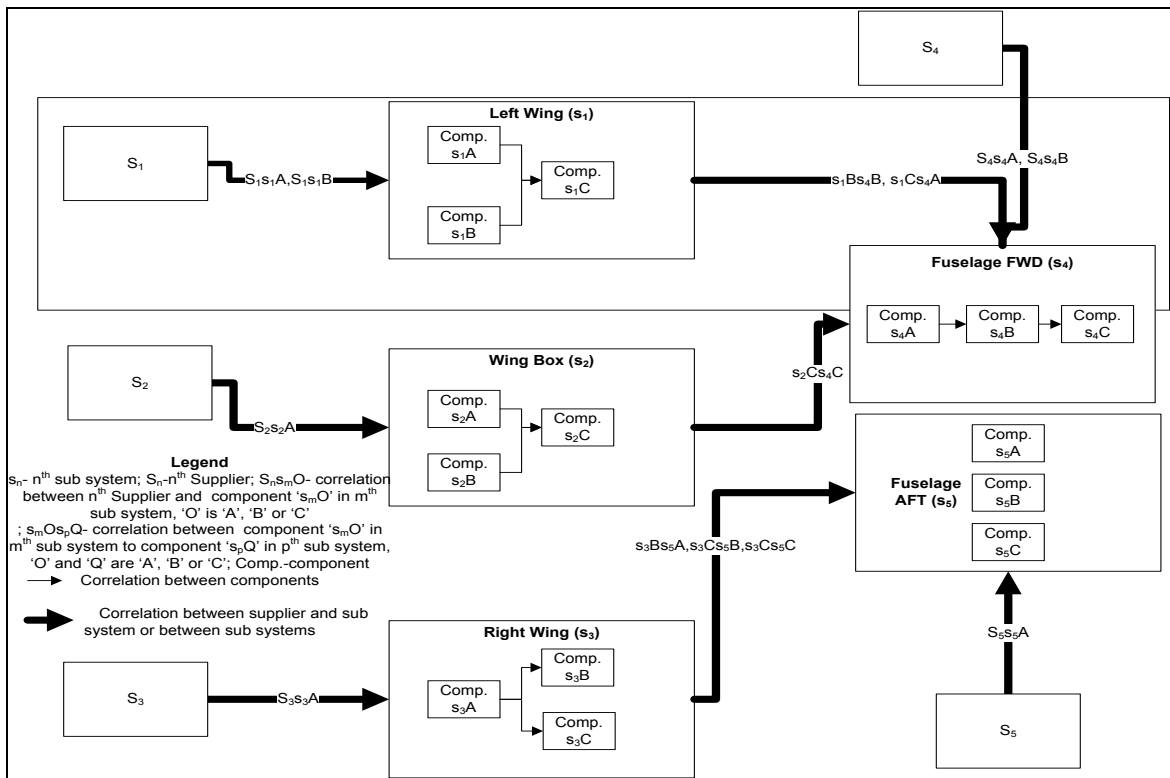 S₄
Left Wing (s₁)
S₁
Comp.
s₁A
Comp.
s₁C
Comp.
s₁B
S₁s₁A,S₁s₁B
s₁Bs₄B, s₁Cs₄A
S₄s₄A, S₄s₄B
Fuselage FWD (s₄)
Comp.
s₄A
Comp.
s₄B
Comp.
s₄C
S₂
Wing Box (s₂)
Comp.
s₂A
Comp.
s₂C
Comp.
s₂B
S₂s₂A
s₂Cs₄C
Fuselage
AFT (s₅)
Comp.
s₅A
Comp.
s₅B
Comp.
s₅C
Legend
sₙ- nᵗʰ sub system; Sₙ-nᵗʰ Supplier; SₙsₘO- correlation
between nᵗʰ Supplier and component ‘sₘO’ in mᵗʰ
sub system, ‘O’ is ‘A’, ‘B’ or ‘C’
; sₘOsₚQ- correlation between component ‘sₘO’ in
mᵗʰ sub system to component ‘sₚQ’ in pᵗʰ sub system,
‘O’ and ‘Q’ are ‘A’, ‘B’ or ‘C’; Comp.-component
Correlation between components
Correlation between supplier and sub
system or between sub systems
s₃Bs₅A,s₃Cs₅B,s₃Cs₅C
S₅s₅A
Right Wing (s₃)
S₃
S₃s₃A
Comp.
s₃A
Comp.
s₃B
Comp.
s₃C
S₅